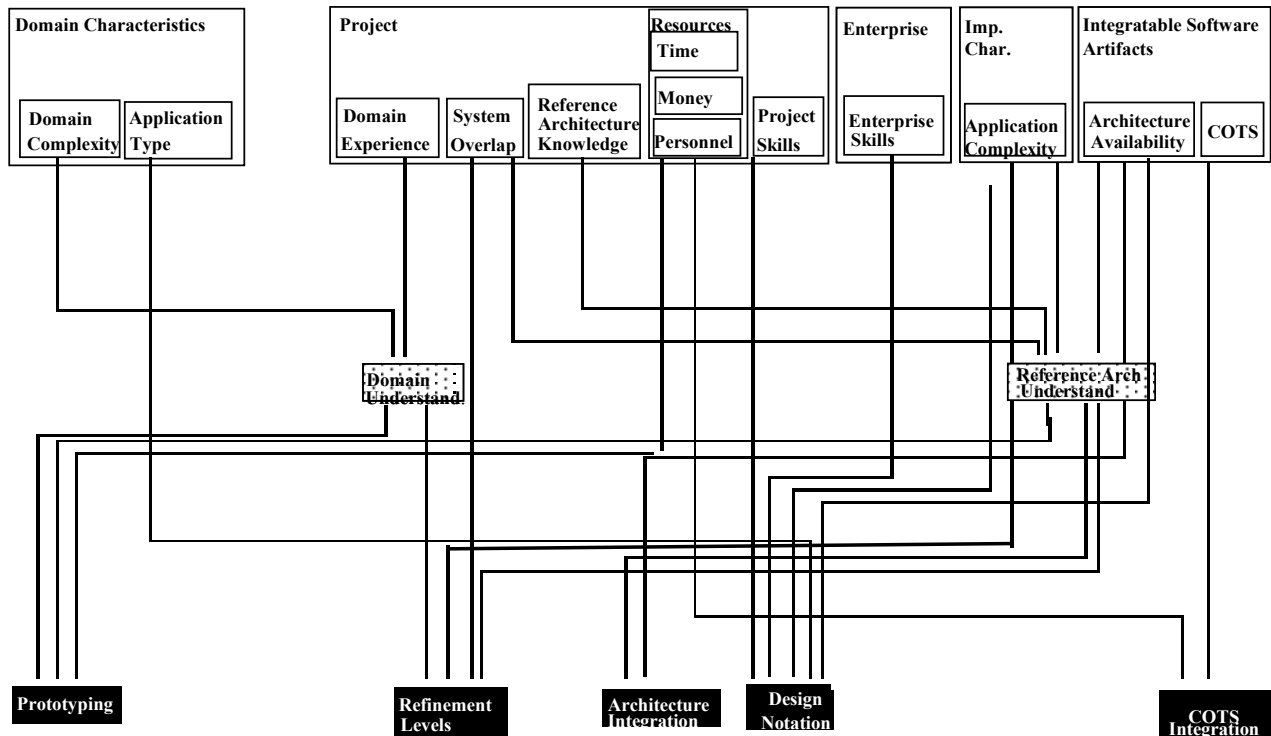 Domain Characteristics
Domain
Complexity
Application
Type
Project
Domain
Experience
System
Overlap
Reference
Architecture
Knowledge
Resources
Time
Money
Personnel
Project
Skills
Enterprise
Enterprise
Skills
Imp.
Char.
Application
Complexity
Integratable Software
Artifacts
Architecture
Availability
COTS
Domain
Understand.
Reference Arch
Understand
Prototyping
Refinement
Levels
Architecture
Integration
Design
Notation
COTS
Integration